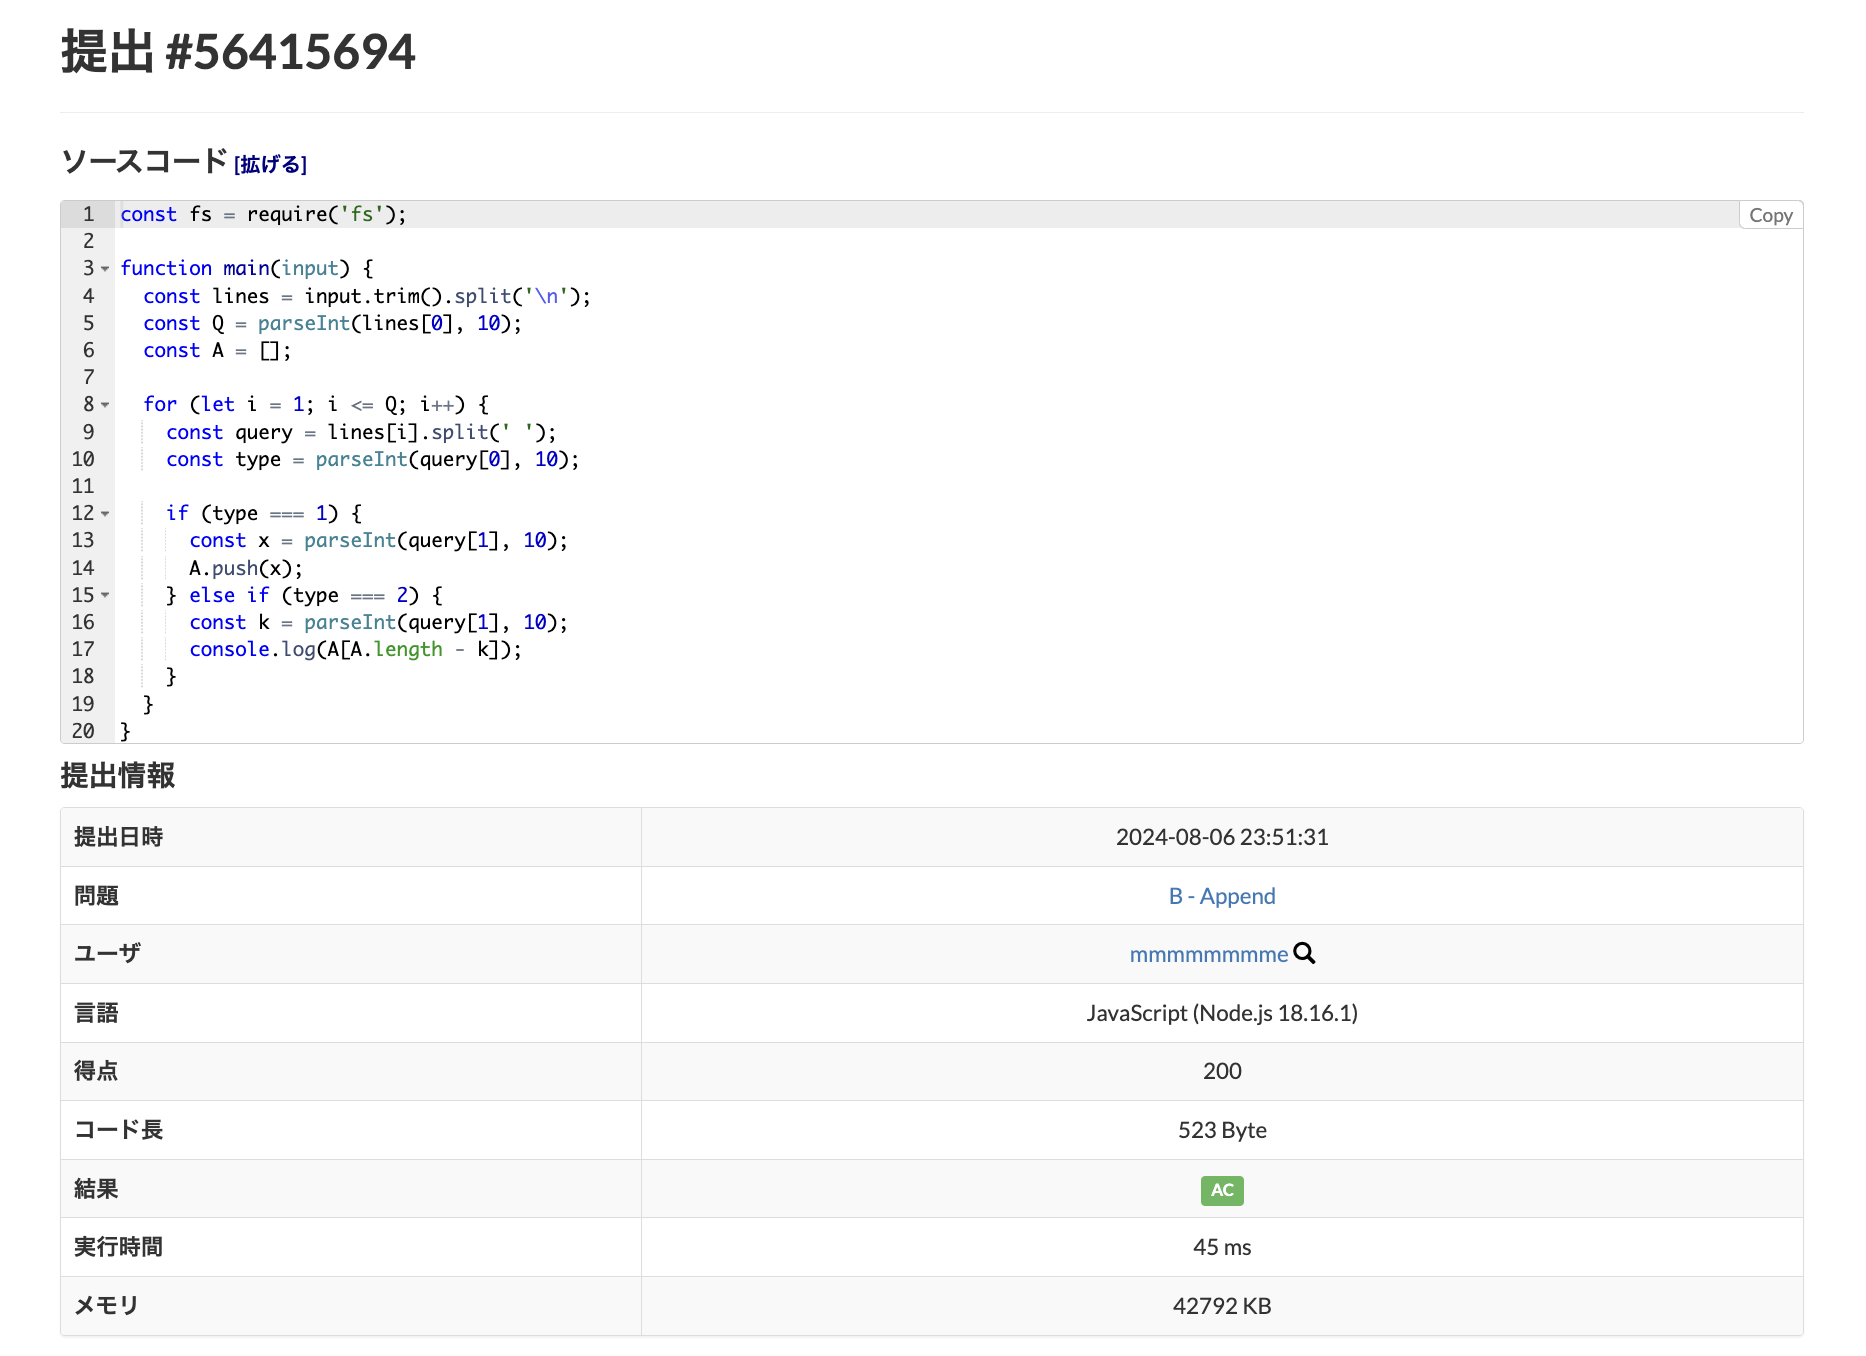 提出 #56415694
ソースコード [拡げる]
Copy
1 const fs = require('fs');
2
3 function main(input) {
4   const lines = input.trim().split('\n');
5   const Q = parseInt(lines[0], 10);
6   const A = [];
7
8   for (let i = 1; i <= Q; i++) {
9     const query = lines[i].split(' ');
10     const type = parseInt(query[0], 10);
11
12     if (type === 1) {
13       const x = parseInt(query[1], 10);
14       A.push(x);
15     } else if (type === 2) {
16       const k = parseInt(query[1], 10);
17       console.log(A[A.length - k]);
18     }
19   }
20 }
提出情報
提出日時 2024-08-06 23:51:31
問題 B - Append
ユーザ mmmmmmmme
言語 JavaScript (Node.js 18.16.1)
得点 200
コード長 523 Byte
結果 AC
実行時間 45 ms
メモリ 42792 KB